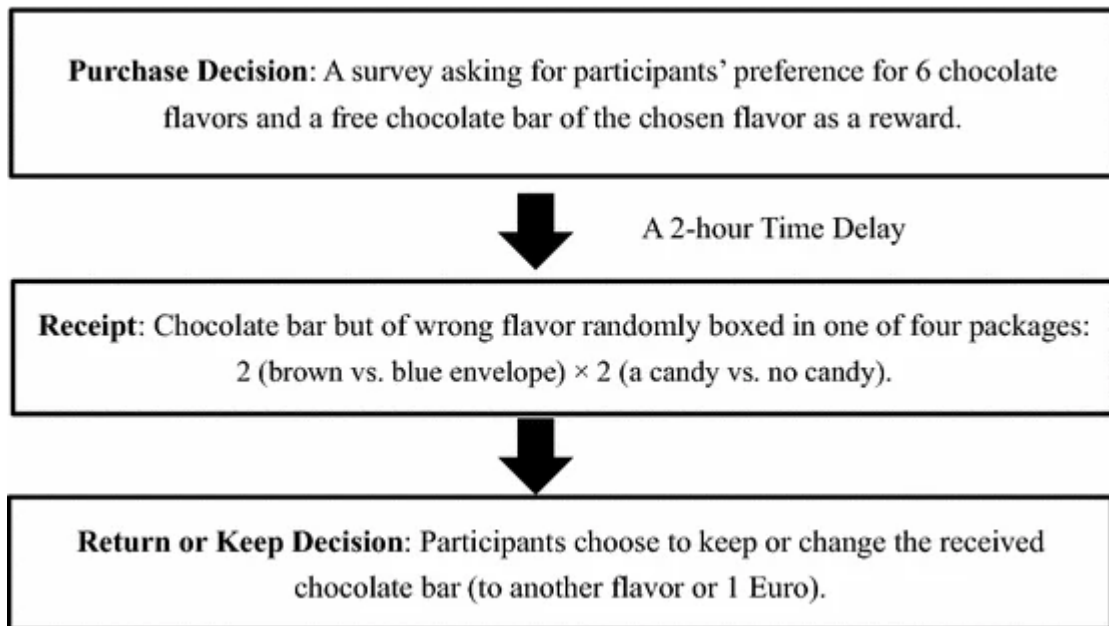 Purchase Decision: A survey asking for participants’ preference for 6 chocolate
flavors and a free chocolate bar of the chosen flavor as a reward.
A 2-hour Time Delay
Receipt: Chocolate bar but of wrong flavor randomly boxed in one of four packages:
2 (brown vs. blue envelope) × 2 (a candy vs. no candy).
Return or Keep Decision: Participants choose to keep or change the received
chocolate bar (to another flavor or 1 Euro).